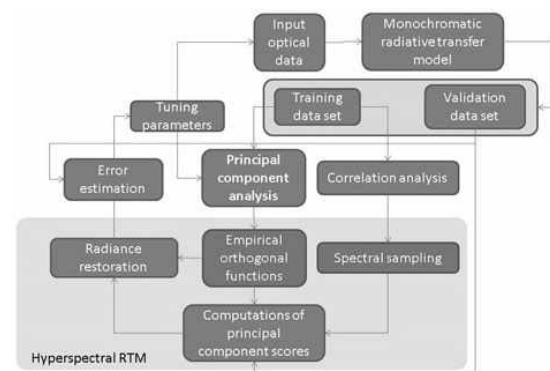 Input
optical
data
Monochromatic
radiative transfer
model
Training
data set
Validation
data set
Tuning
parameters
Error
estimation
Principal
component
analysis
Correlation analysis
Radiance
restoration
Empirical
orthogonal
functions
Spectral sampling
Computations of
principal
component scores
Hyperspectral RTM